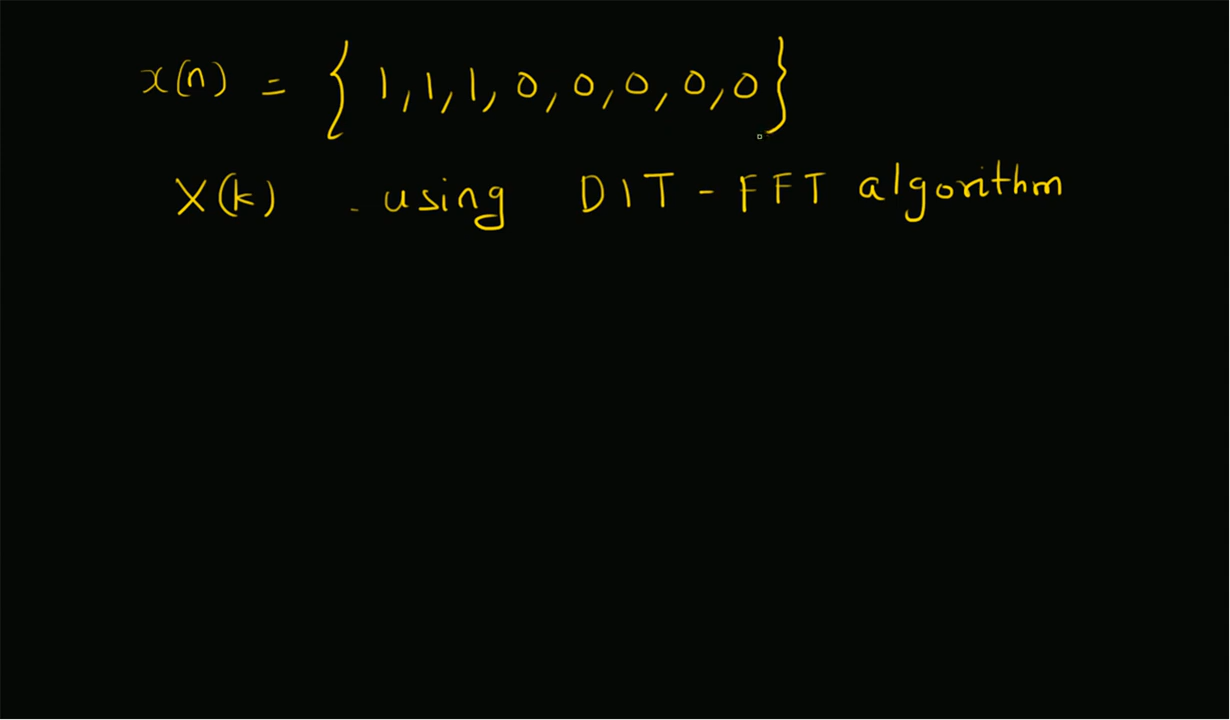 x(n) = { 1,1,1,0,0,0,0,0}
X(k) - using DIT - FFT algorithm